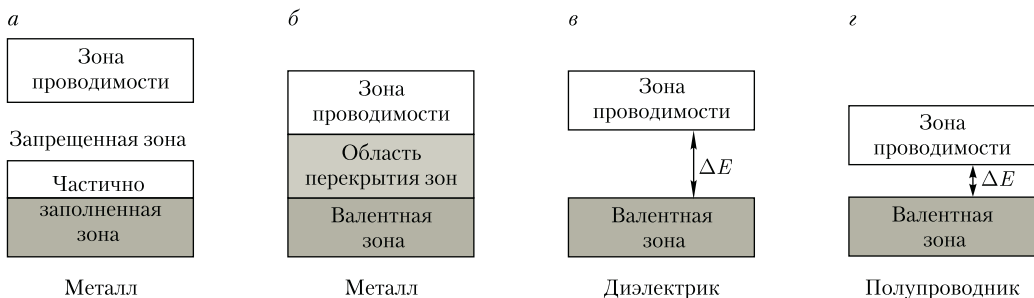 а
Зона
проводимости
Запрещенная зона
Частично
заполненная
зона
Металл
б
Зона
проводимости
Область
перекрытия зон
Валентная
зона
Металл
в
Зона
проводимости
ΔE
Валентная
зона
Диэлектрик
г
Зона
проводимости
ΔE
Валентная
зона
Полупроводник